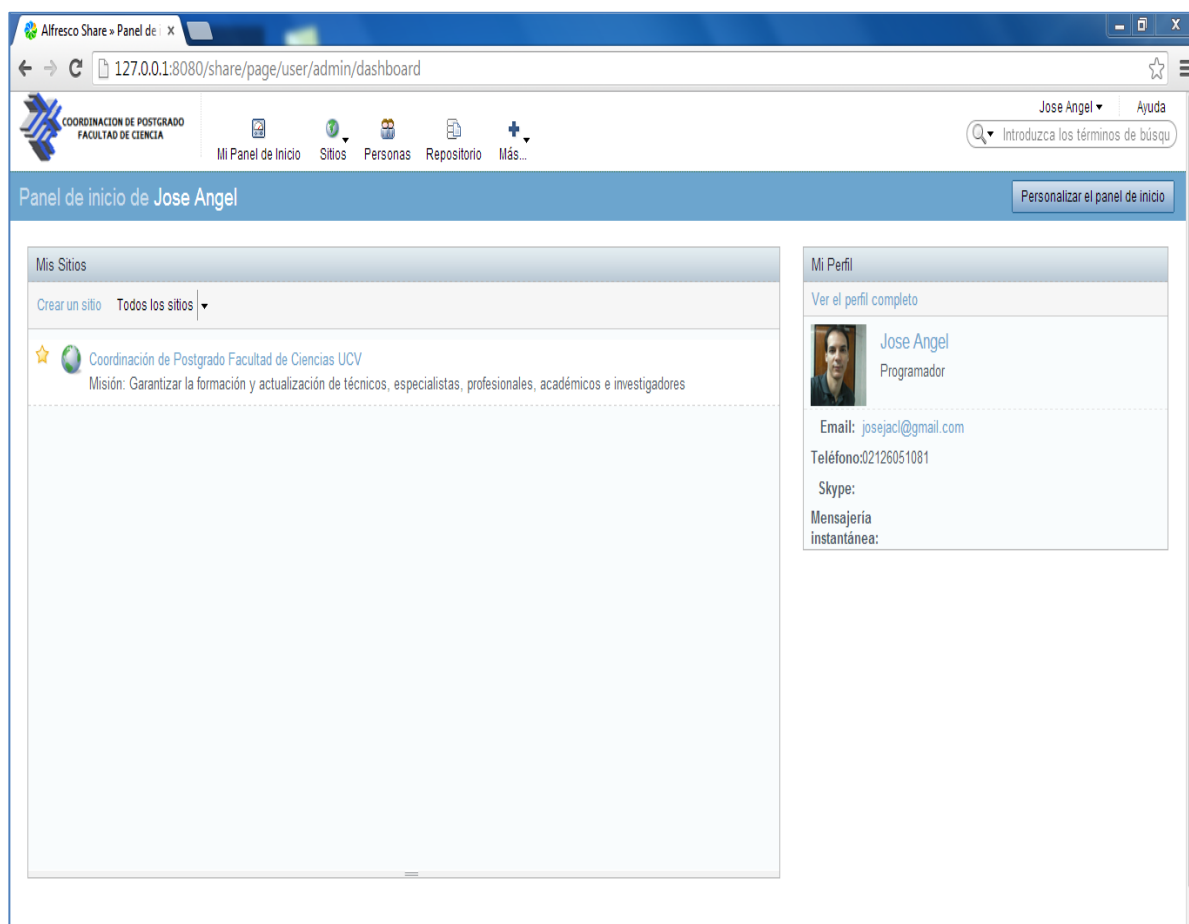 Alfresco Share » Panel de i
127.0.0.1:8080/share/page/user/admin/dashboard
COORDINACION DE POSTGRADO
FACULTAD DE CIENCIA
Mi Panel de Inicio
Sitios
Personas
Repositorio
Más...
Jose Angel
Ayuda
Introduzca los términos de búsqu
Panel de inicio de Jose Angel
Personalizar el panel de inicio
Mis Sitios
Crear un sitio
Todos los sitios
Coordinación de Postgrado Facultad de Ciencias UCV
Misión: Garantizar la formación y actualización de técnicos, especialistas, profesionales, académicos e investigadores
Mi Perfil
Ver el perfil completo
Jose Angel
Programador
Email: josejacl@gmail.com
Teléfono:02126051081
Skype:
Mensajería
instantánea: